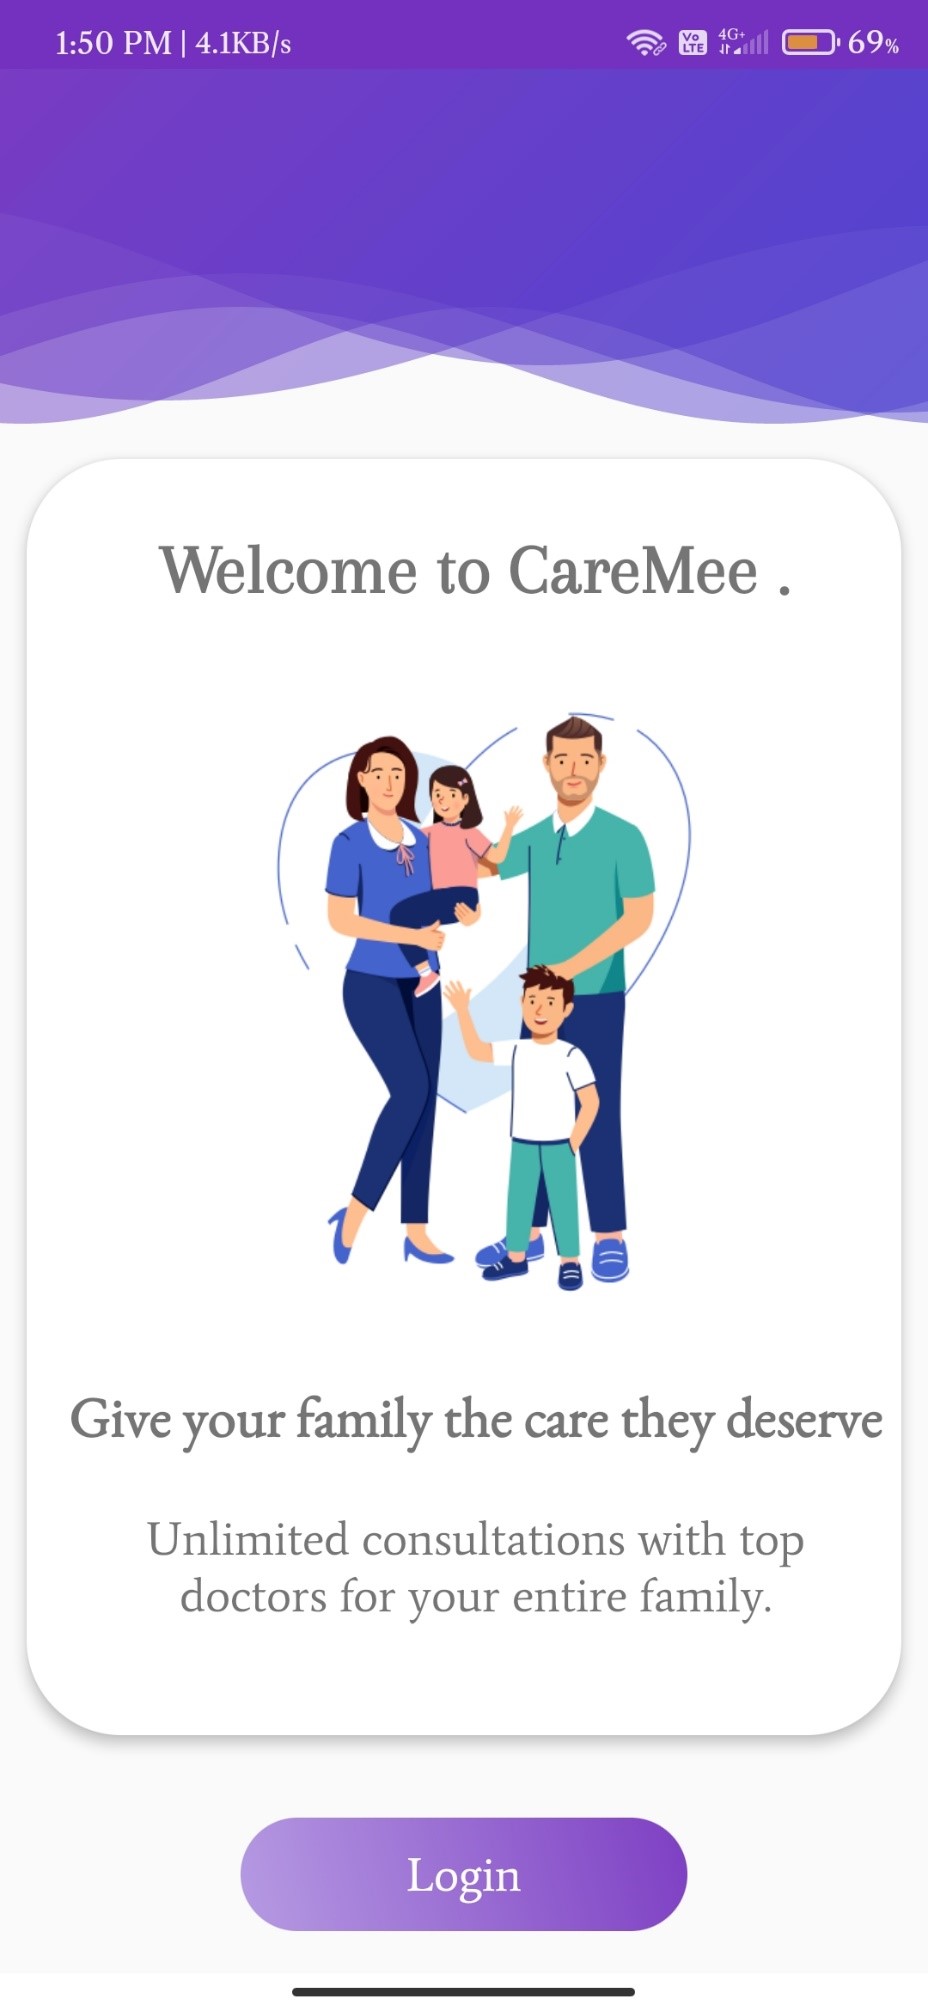 1:50 PM | 4.1KB/s Vo LTE 4G+ 69%
Welcome to CareMee .
Give your family the care they deserve
Unlimited consultations with top
doctors for your entire family.
Login